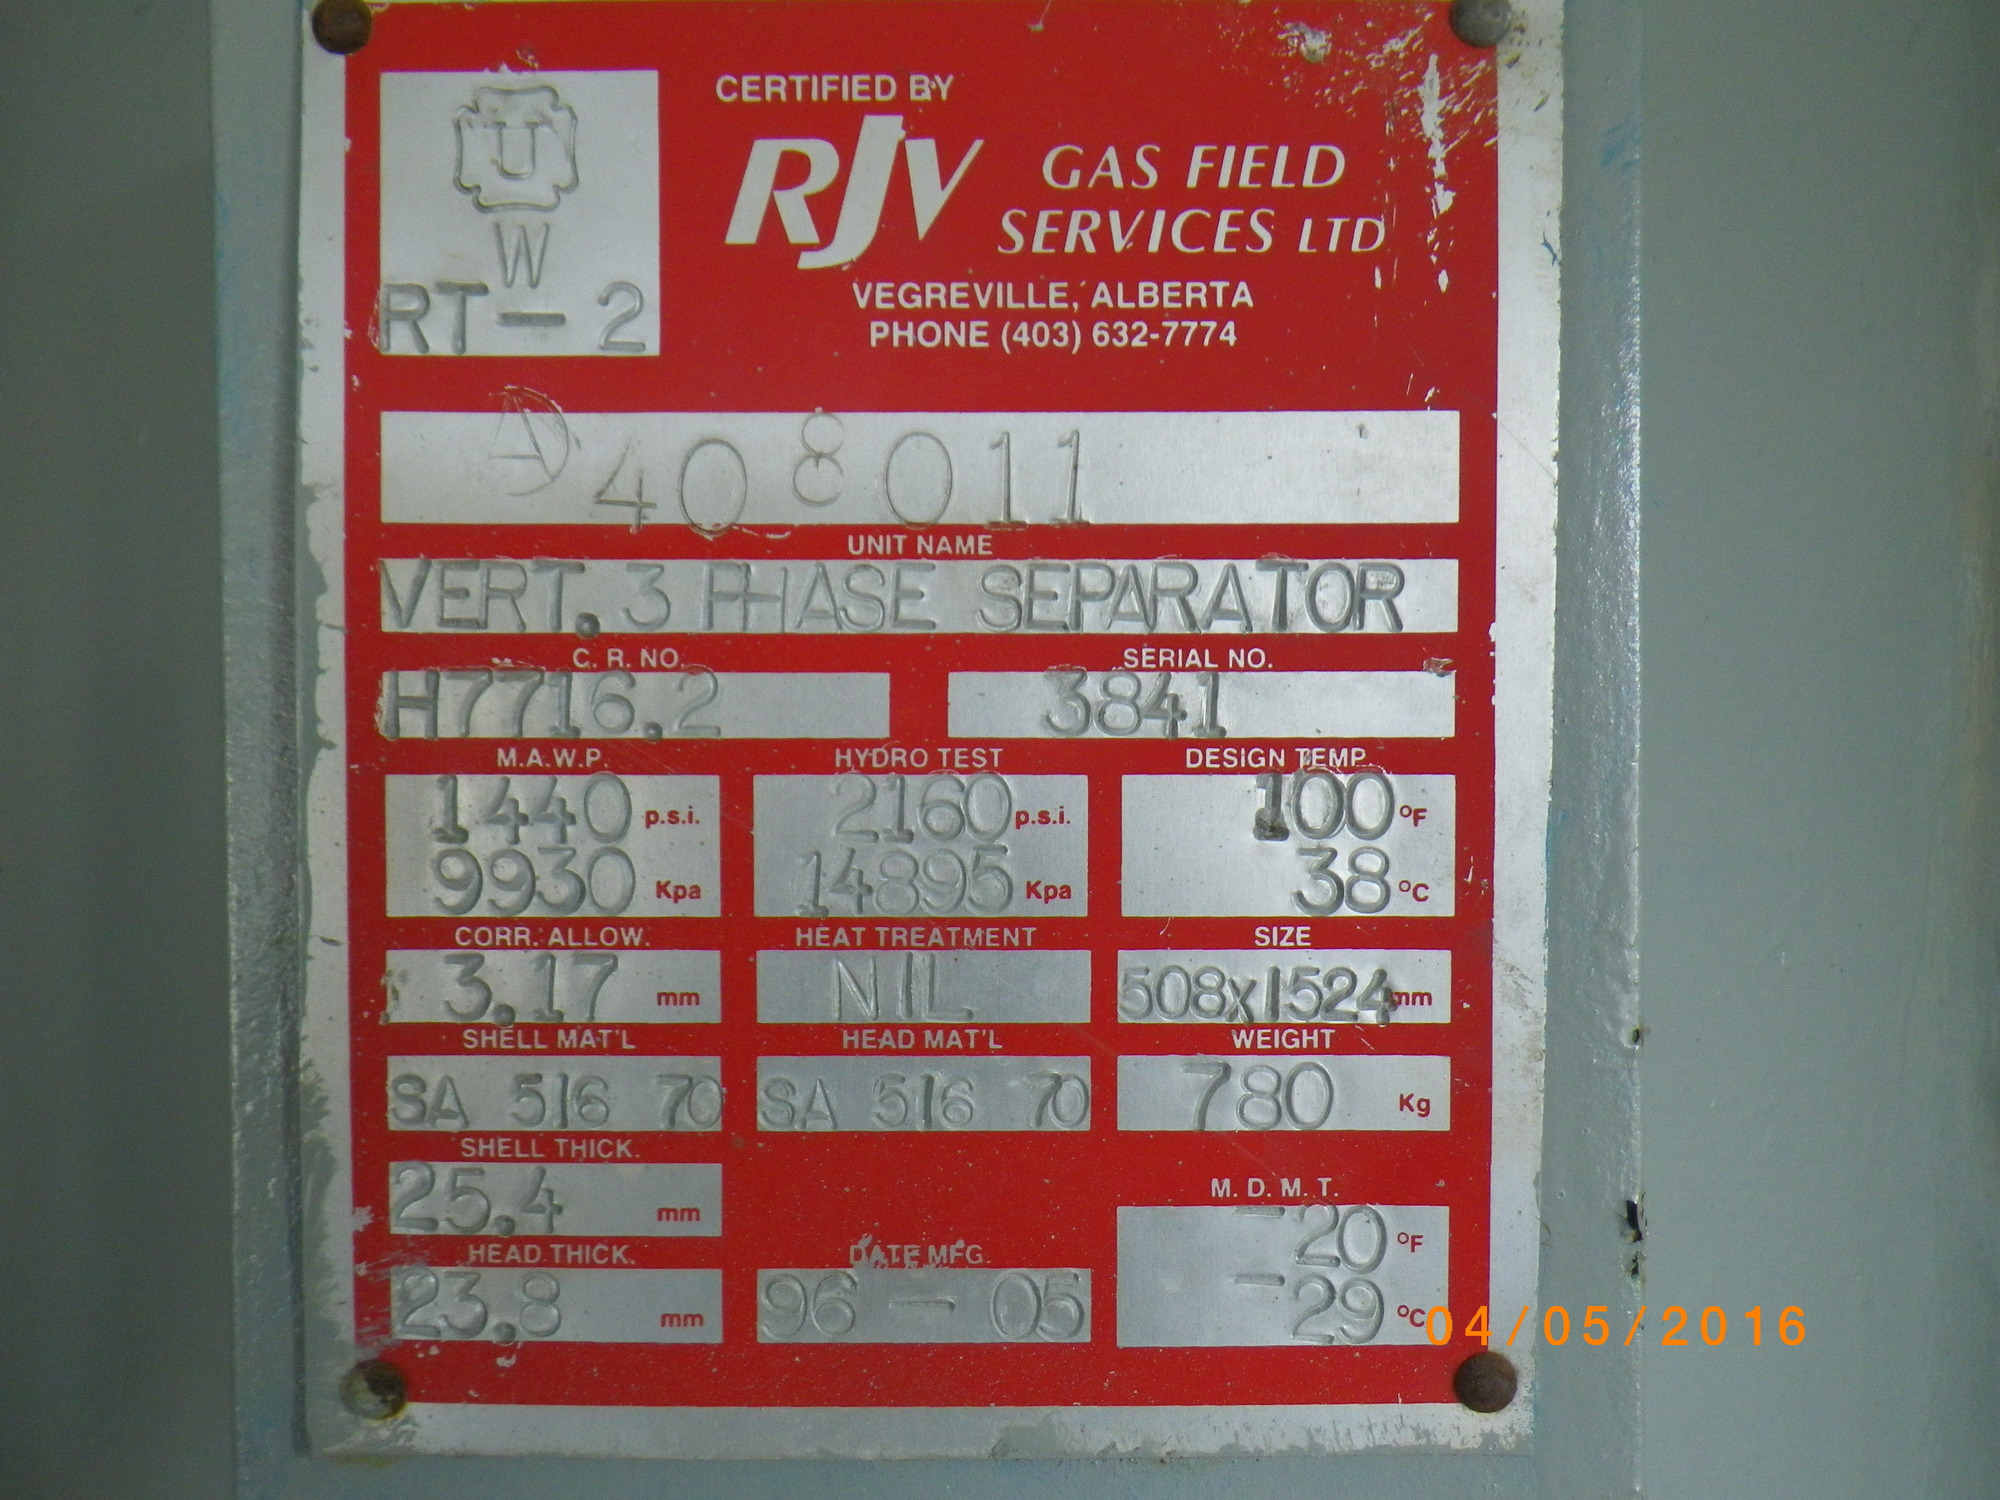 U
W
RT-2
CERTIFIED BY
RJV GAS FIELD
SERVICES LTD
VEGREVILLE, ALBERTA
PHONE (403) 632-7774
A 408011
UNIT NAME
VERT. 3 PHASE SEPARATOR
C. R. NO. SERIAL NO.
H7716.2 3841
M.A.W.P. HYDRO TEST DESIGN TEMP.
1440 p.s.i. 2160 p.s.i. 100 °F
9930 Kpa 14895 Kpa 38 °C
CORR. ALLOW. HEAT TREATMENT SIZE
3.17 mm NIL 508x1524 mm
SHELL MAT'L HEAD MAT'L WEIGHT
SA 516 70 SA 516 70 780 Kg
SHELL THICK.
25.4 mm
M. D. M. T.
-20 °F
-29 °C
HEAD THICK. DATE MFG.
23.8 mm 96-05
04/05/2016